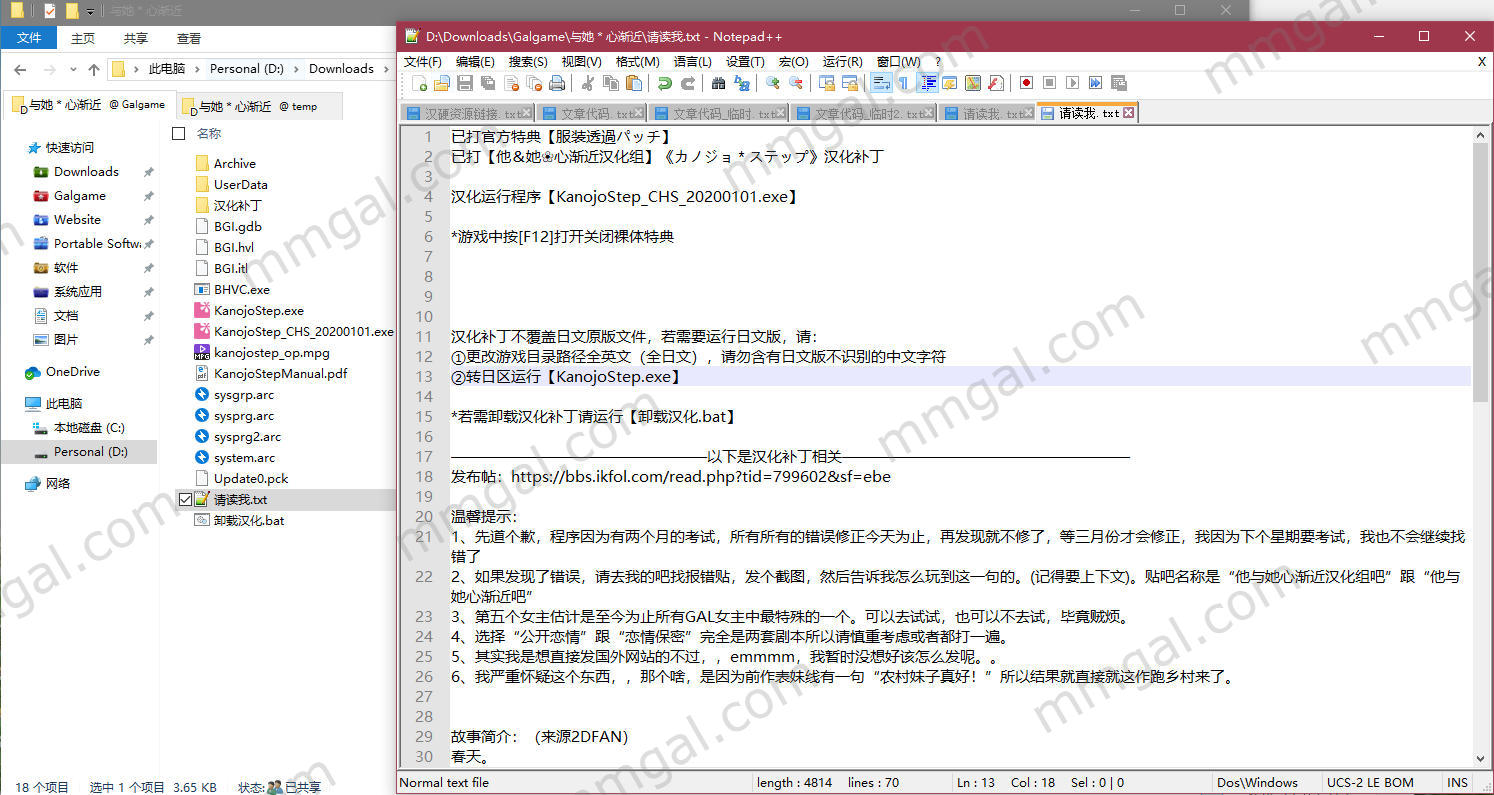 与她 * 心渐近
文件
主页
共享
查看
此电脑
Personal (D:)
Downloads
与她 * 心渐近 @ Galgame
与她 * 心渐近 @ temp
名称
快速访问
Downloads
Galgame
Website
Portable Softw
软件
系统应用
文档
图片
OneDrive
此电脑
本地磁盘 (C:)
Personal (D:)
网络
Archive
UserData
汉化补丁
BGI.gdb
BGI.hvl
BGI.itl
BHVC.exe
KanojoStep.exe
KanojoStep_CHS_20200101.exe
kanojostep_op.mpg
KanojoStepManual.pdf
sysgrp.arc
sysprg.arc
sysprg2.arc
system.arc
Update0.pck
请读我.txt
卸载汉化.bat
18 个项目
选中 1 个项目 3.65 KB
状态: 已共享
D:\Downloads\Galgame\与她 * 心渐近\请读我.txt - Notepad++
文件(F) 编辑(E) 搜索(S) 视图(V) 格式(M) 语言(L) 设置(T) 宏(O) 运行(R) 窗口(W) ? X
汉硬资源链接.txt
文章代码.txt
文章代码_临时.txt
文章代码_临时2.txt
请读我.txt
请读我.txt
1 已打官方特典【服装透過パッチ】
2 已打【他&她❀心渐近汉化组】《カノジョ * ステップ》汉化补丁
3
4 汉化运行程序【KanojoStep_CHS_20200101.exe】
5
6 *游戏中按[F12]打开关闭裸体特典
7
8
9
10
11 汉化补丁不覆盖日文原版文件，若需要运行日文版，请：
12 ①更改游戏目录路径全英文（全日文），请勿含有日文版不识别的中文字符
13 ②转日区运行【KanojoStep.exe】
14
15 *若需卸载汉化补丁请运行【卸载汉化.bat】
16
17 ————————————————以下是汉化补丁相关——————————————————
18 发布帖：https://bbs.ikfol.com/read.php?tid=799602&sf=ebe
19
20 温馨提示：
21 1、先道个歉，程序因为有两个月的考试，所有所有的错误修正今天为止，再发现就不修了，等三月份才会修正，我因为下个星期要考试，我也不会继续找
错了
22 2、如果发现了错误，请去我的吧找报错贴，发个截图，然后告诉我怎么玩到这一句的。(记得要上下文)。贴吧名称是“他与她心渐近汉化组吧”跟“他与
她心渐近吧”
23 3、第五个女主估计是至今为止所有GAL女主中最特殊的一个。可以去试试，也可以不去试，毕竟贼烦。
24 4、选择“公开恋情”跟“恋情保密”完全是两套剧本所以请慎重考虑或者都打一遍。
25 5、其实我是想直接发国外网站的不过，，emmmm，我暂时没想好该怎么发呢。。
26 6、我严重怀疑这个东西，，那个啥，是因为前作表妹线有一句“农村妹子真好！”所以结果就直接就这作跑乡村来了。
27
28
29 故事简介：（来源2DFAN）
30 春天。
Normal text file
length : 4814 lines : 70
Ln : 13 Col : 18 Sel : 0 | 0
Dos\Windows
UCS-2 LE BOM
INS
mmgal.com
mmgal.com
mmgal.com
mmgal.com
mmgal.com
mmgal.com
mmgal.com
mmgal.com
mmgal.com